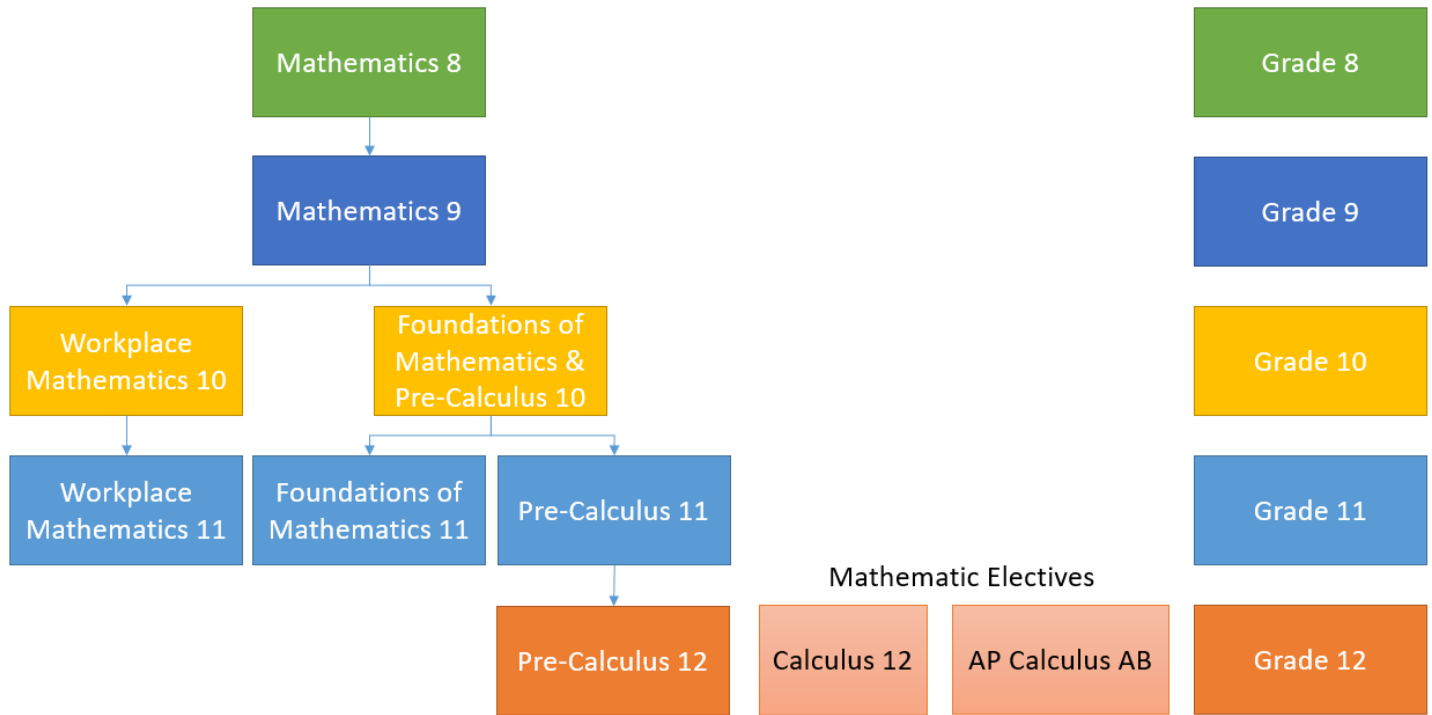 Mathematics 8
Grade 8
Mathematics 9
Grade 9
Workplace
Mathematics 10
Foundations of
Mathematics &
Pre-Calculus 10
Grade 10
Workplace
Mathematics 11
Foundations of
Mathematics 11
Pre-Calculus 11
Grade 11
Mathematic Electives
Pre-Calculus 12
Calculus 12
AP Calculus AB
Grade 12